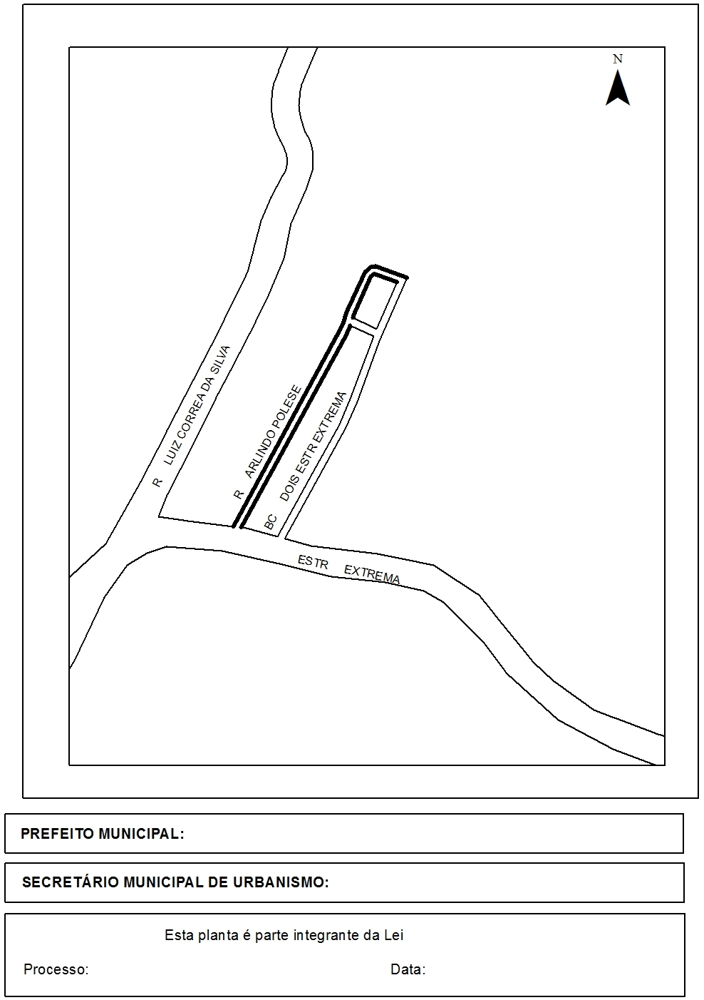 N
R LUIZ CORREA DA SILVA
R ARLINDO POLESE
BC DOIS ESTR EXTREMA
ESTR EXTREMA
PREFEITO MUNICIPAL:
SECRETÁRIO MUNICIPAL DE URBANISMO:
Esta planta é parte integrante da Lei
Processo: Data: